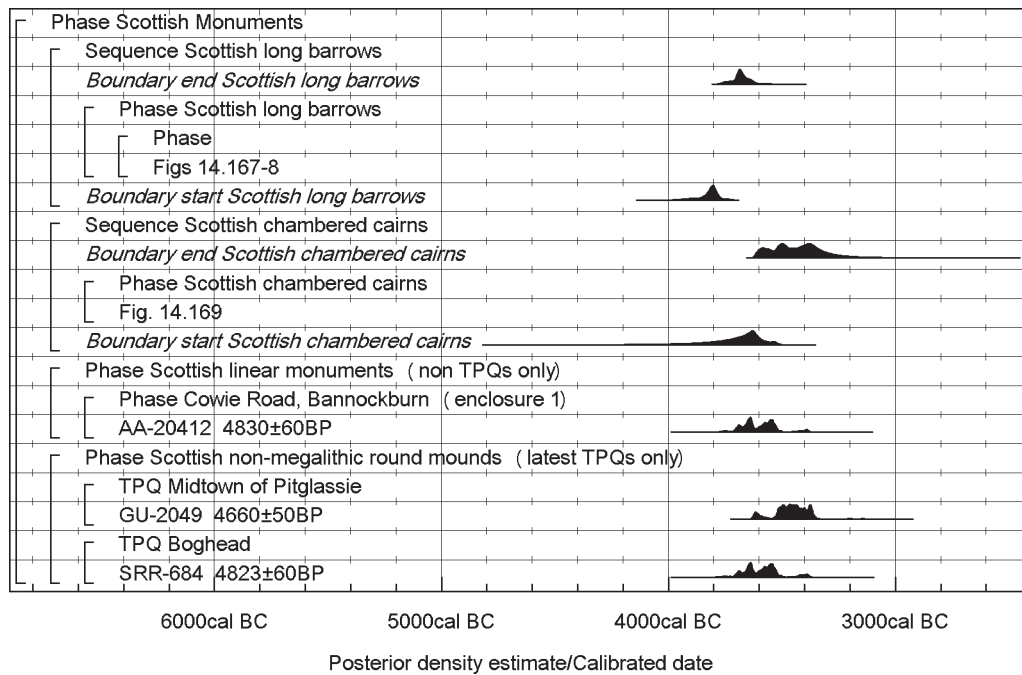 Phase Scottish Monuments
Sequence Scottish long barrows
Boundary end Scottish long barrows
Phase Scottish long barrows
Phase
Figs 14.167-8
Boundary start Scottish long barrows
Sequence Scottish chambered cairns
Boundary end Scottish chambered cairns
Phase Scottish chambered cairns
Fig. 14.169
Boundary start Scottish chambered cairns
Phase Scottish linear monuments (non TPQs only)
Phase Cowie Road, Bannockburn (enclosure 1)
AA-20412 4830±60BP
Phase Scottish non-megalithic round mounds (latest TPQs only)
TPQ Midtown of Pitglassie
GU-2049 4660±50BP
TPQ Boghead
SRR-684 4823±60BP
6000cal BC 5000cal BC 4000cal BC 3000cal BC
Posterior density estimate/Calibrated date